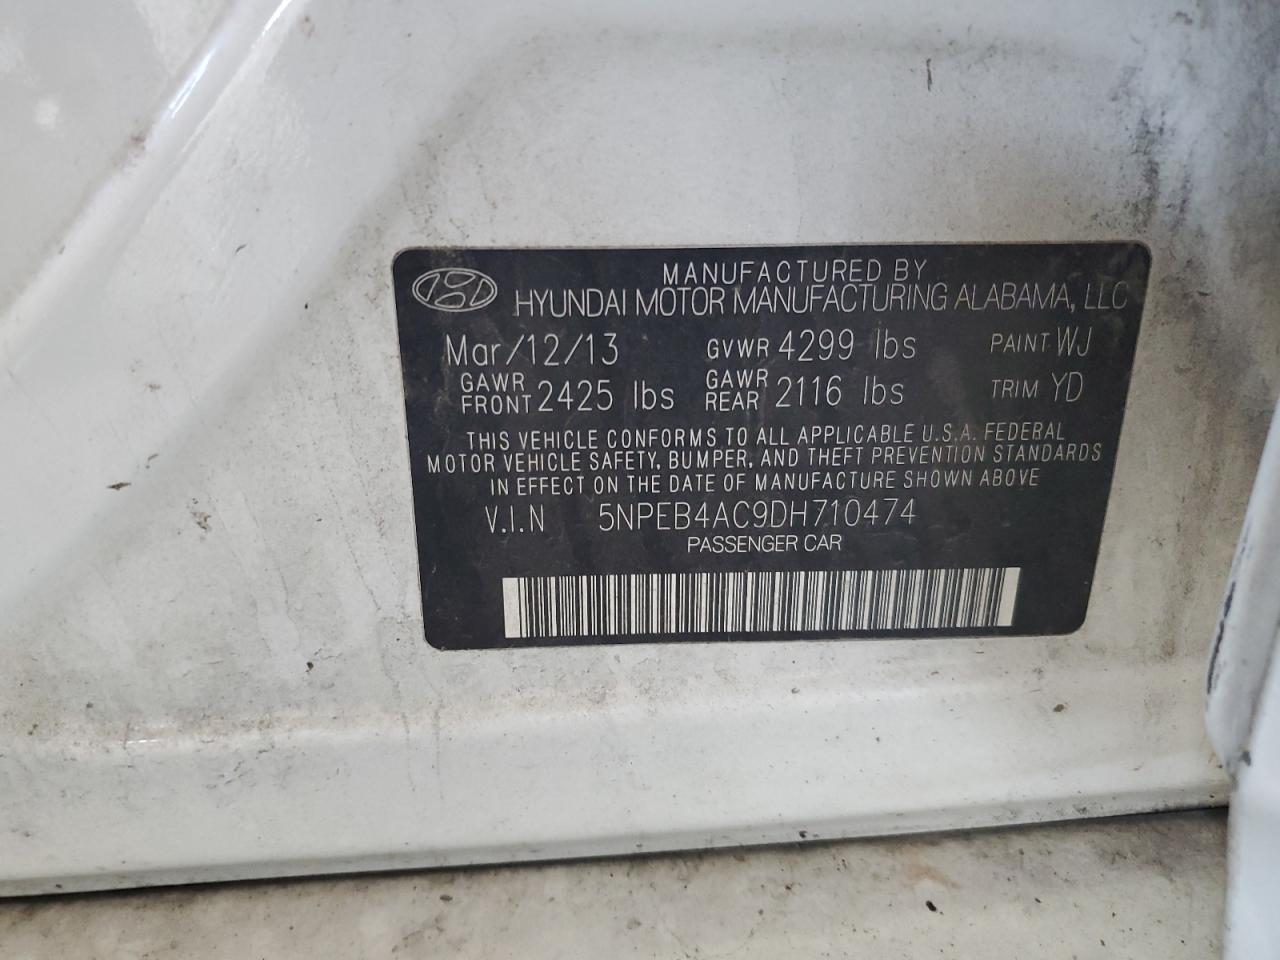 MANUFACTURED BY
HYUNDAI MOTOR MANUFACTURING ALABAMA, LLC
Mar/12/13 GVWR 4299 lbs PAINT WJ
GAWR FRONT 2425 lbs GAWR REAR 2116 lbs TRIM YD
THIS VEHICLE CONFORMS TO ALL APPLICABLE U.S.A. FEDERAL
MOTOR VEHICLE SAFETY, BUMPER, AND THEFT PREVENTION STANDARDS
IN EFFECT ON THE DATE OF MANUFACTURE SHOWN ABOVE
V.I.N 5NPEB4AC9DH710474
PASSENGER CAR